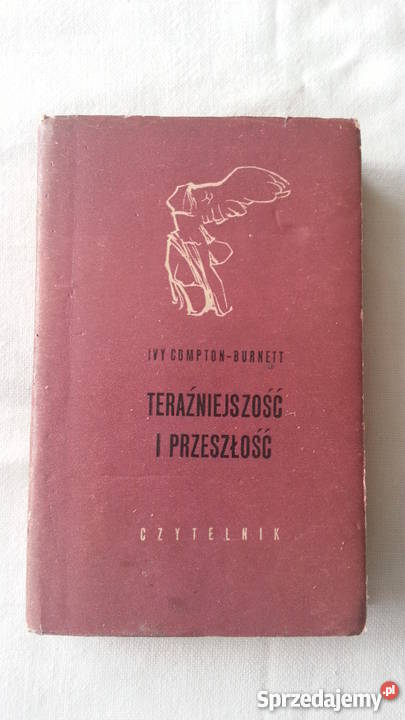 IVY COMPTON-BURNETT
TERAŹNIEJSZOŚĆ
I PRZESZŁOŚĆ
CZYTELNIK
Sprzedajemy.pl